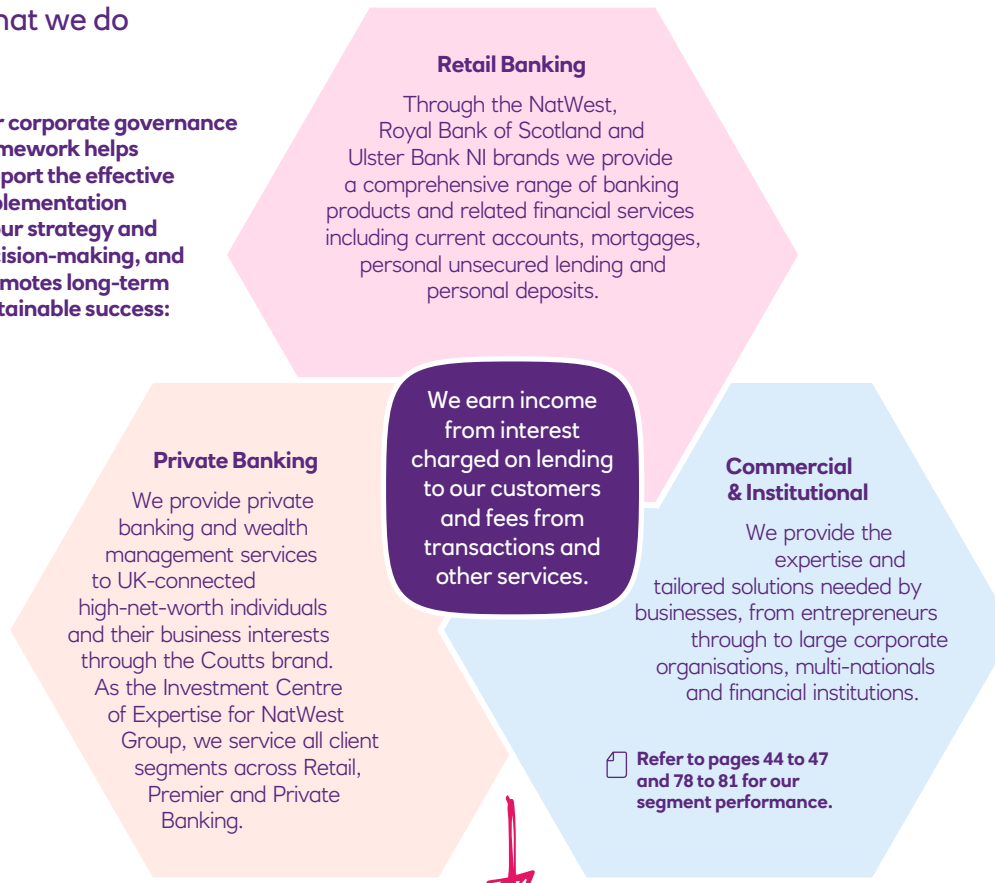 hat we do
r corporate governance
mework helps
port the effective
plementation
our strategy and
cision-making, and
motes long-term
stainable success:
Retail Banking
Through the NatWest,
Royal Bank of Scotland and
Ulster Bank NI brands we provide
a comprehensive range of banking
products and related financial services
including current accounts, mortgages,
personal unsecured lending and
personal deposits.
We earn income
from interest
charged on lending
to our customers
and fees from
transactions and
other services.
Private Banking
We provide private
banking and wealth
management services
to UK-connected
high-net-worth individuals
and their business interests
through the Coutts brand.
As the Investment Centre
of Expertise for NatWest
Group, we service all client
segments across Retail,
Premier and Private
Banking.
Commercial
& Institutional
We provide the
expertise and
tailored solutions needed by
businesses, from entrepreneurs
through to large corporate
organisations, multi-nationals
and financial institutions.
Refer to pages 44 to 47
and 78 to 81 for our
segment performance.